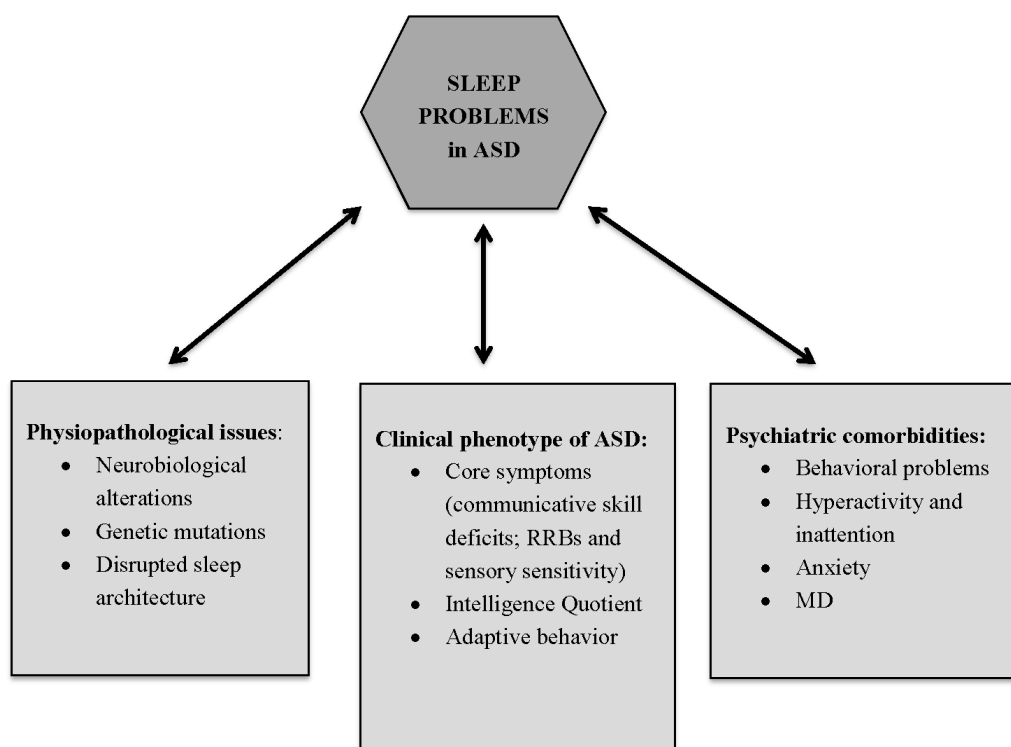 SLEEP
PROBLEMS
in ASD
Physiopathological issues:
• Neurobiological
alterations
• Genetic mutations
• Disrupted sleep
architecture
Clinical phenotype of ASD:
• Core symptoms
(communicative skill
deficits; RRBs and
sensory sensitivity)
• Intelligence Quotient
• Adaptive behavior
Psychiatric comorbidities:
• Behavioral problems
• Hyperactivity and
inattention
• Anxiety
• MD